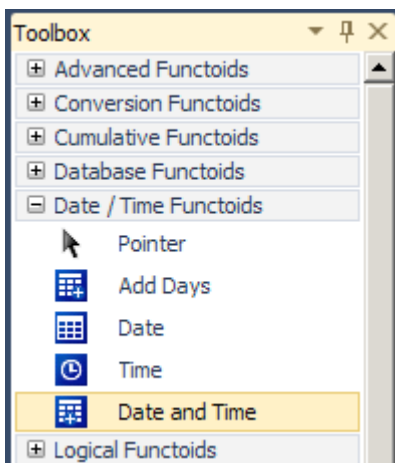 Toolbox
Advanced Functoids
Conversion Functoids
Cumulative Functoids
Database Functoids
Date / Time Functoids
Pointer
Add Days
Date
Time
Date and Time
Logical Functoids